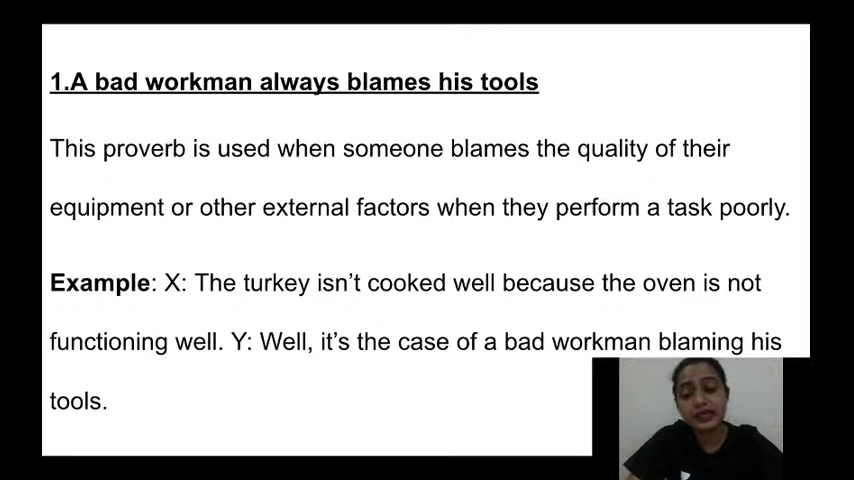 1.A bad workman always blames his tools
This proverb is used when someone blames the quality of their
equipment or other external factors when they perform a task poorly.
Example: X: The turkey isn’t cooked well because the oven is not
functioning well. Y: Well, it’s the case of a bad workman blaming his
tools.